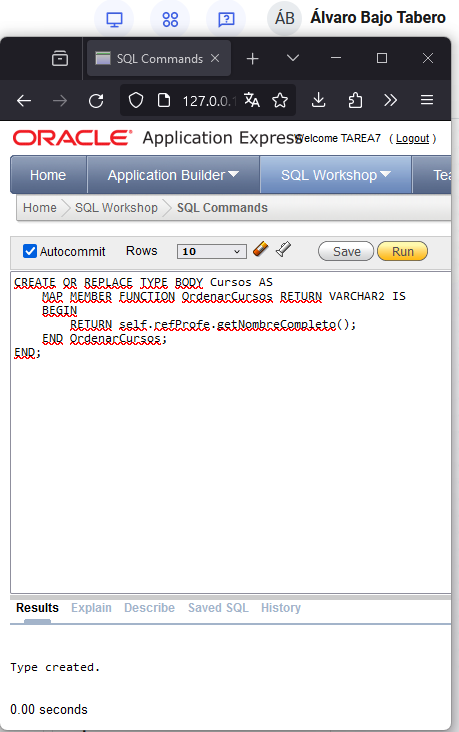 ÁB Álvaro Bajo Tabero
SQL Commands
127.0.0.1
ORACLE Application Express Welcome TAREA7 ( Logout )
Home Application Builder SQL Workshop Tea
Home SQL Workshop SQL Commands
Autocommit Rows 10 Save Run
CREATE OR REPLACE TYPE BODY Cursos AS
MAP MEMBER FUNCTION OrdenarCursos RETURN VARCHAR2 IS
BEGIN
RETURN self.refProfe.getNombreCompleto();
END OrdenarCursos;
END;
Results Explain Describe Saved SQL History
Type created.
0.00 seconds